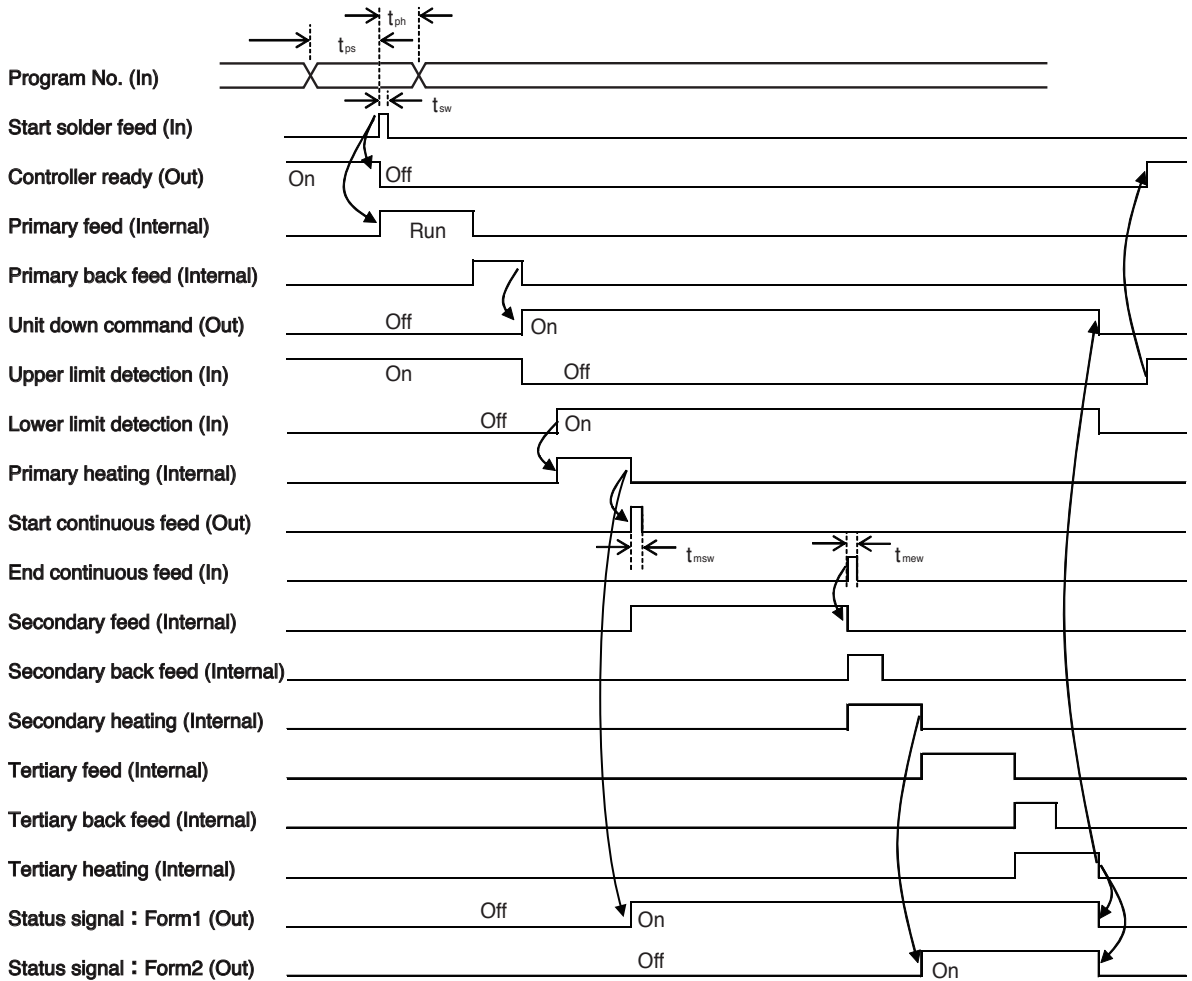 tph
tps
Program No. (In)
tsw
Start solder feed (In)
Controller ready (Out) On Off
Primary feed (Internal) Run
Primary back feed (Internal)
Unit down command (Out) Off On
Upper limit detection (In) On Off
Lower limit detection (In) Off On
Primary heating (Internal)
Start continuous feed (Out)
tmsw tmew
End continuous feed (In)
Secondary feed (Internal)
Secondary back feed (Internal)
Secondary heating (Internal)
Tertiary feed (Internal)
Tertiary back feed (Internal)
Tertiary heating (Internal)
Status signal：Form1 (Out) Off On
Status signal：Form2 (Out) Off On